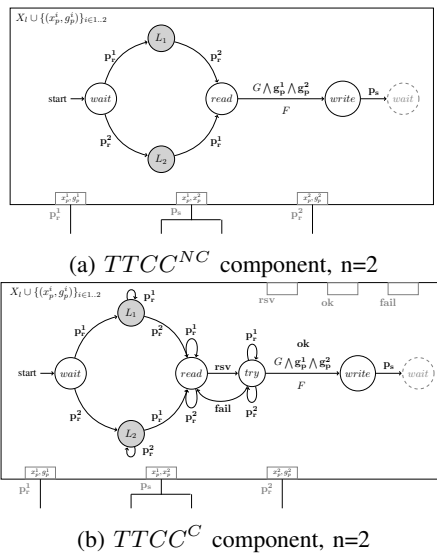 X_l ∪ {(x_p^i, g_p^i)}_{i∈1..2}
L_1
p_r^1 p_r^2
start wait read G ⋀ g_p^1 ⋀ g_p^2 F write p_s wait
p_r^2 p_r^1
L_2
x_p^1, g_p^1 x_p^1, x_p^2 x_p^2, g_p^2
p_r^1 p_s p_r^2
(a) TTCC^{NC} component, n=2
X_l ∪ {(x_p^i, g_p^i)}_{i∈1..2}
rsv ok fail
p_r^1
L_1
p_r^1 p_r^2 p_r^1 p_r^1 ok
start wait read rsv try G ⋀ g_p^1 ⋀ g_p^2 F write p_s wait
fail
p_r^2 p_r^1 p_r^2 p_r^2
L_2
p_r^2
x_p^1, g_p^1 x_p^1, x_p^2 x_p^2, g_p^2
p_r^1 p_s p_r^2
(b) TTCC^C component, n=2